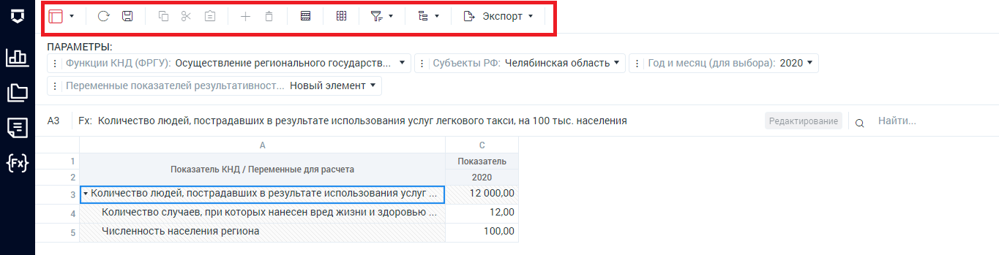 Экспорт
ПАРАМЕТРЫ:
Функции КНД (ФРГУ): Осуществление регионального государств... Субъекты РФ: Челябинская область Год и месяц (для выбора): 2020
Переменные показателей результативност... Новый элемент
A3 Fx: Количество людей, пострадавших в результате использования услуг легкового такси, на 100 тыс. населения Редактирование Найти...
A C
1 Показатель КНД / Переменные для расчета Показатель
2 2020
3 Количество людей, пострадавших в результате использования услуг ... 12 000,00
4 Количество случаев, при которых нанесен вред жизни и здоровью ... 12,00
5 Численность населения региона 100,00
{Fx}